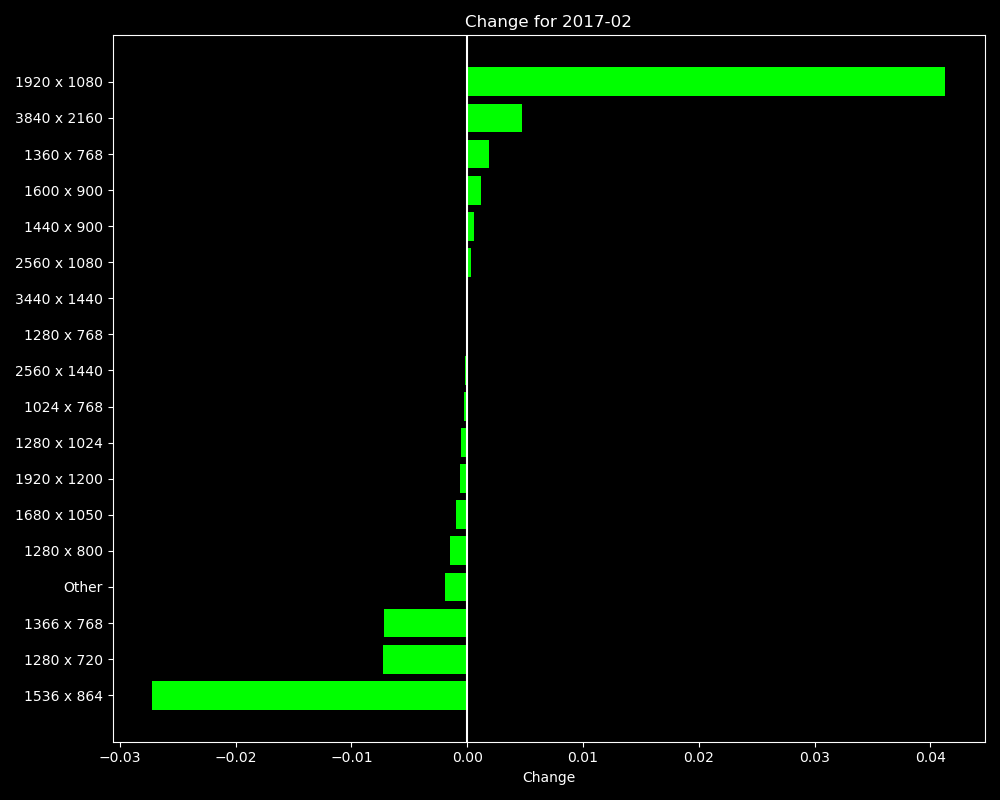 Change for 2017-02
1920 x 1080
3840 x 2160
1360 x 768
1600 x 900
1440 x 900
2560 x 1080
3440 x 1440
1280 x 768
2560 x 1440
1024 x 768
1280 x 1024
1920 x 1200
1680 x 1050
1280 x 800
Other
1366 x 768
1280 x 720
1536 x 864
−0.03 −0.02 −0.01 0.00 0.01 0.02 0.03 0.04
Change